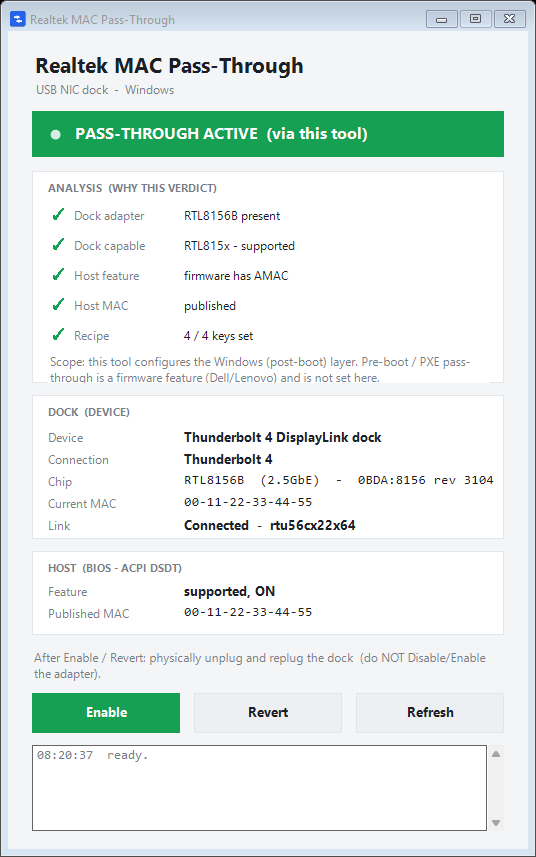 Realtek MAC Pass-Through
Realtek MAC Pass-Through
USB NIC dock - Windows
PASS-THROUGH ACTIVE (via this tool)
ANALYSIS (WHY THIS VERDICT)
✓ Dock adapter RTL8156B present
✓ Dock capable RTL815x - supported
✓ Host feature firmware has AMAC
✓ Host MAC published
✓ Recipe 4 / 4 keys set
Scope: this tool configures the Windows (post-boot) layer. Pre-boot / PXE pass-
through is a firmware feature (Dell/Lenovo) and is not set here.
DOCK (DEVICE)
Device Thunderbolt 4 DisplayLink dock
Connection Thunderbolt 4
Chip RTL8156B (2.5GbE) - 0BDA:8156 rev 3104
Current MAC 00-11-22-33-44-55
Link Connected - rtu56cx22x64
HOST (BIOS - ACPI DSDT)
Feature supported, ON
Published MAC 00-11-22-33-44-55
After Enable / Revert: physically unplug and replug the dock (do NOT Disable/Enable
the adapter).
Enable Revert Refresh
08:20:37 ready.